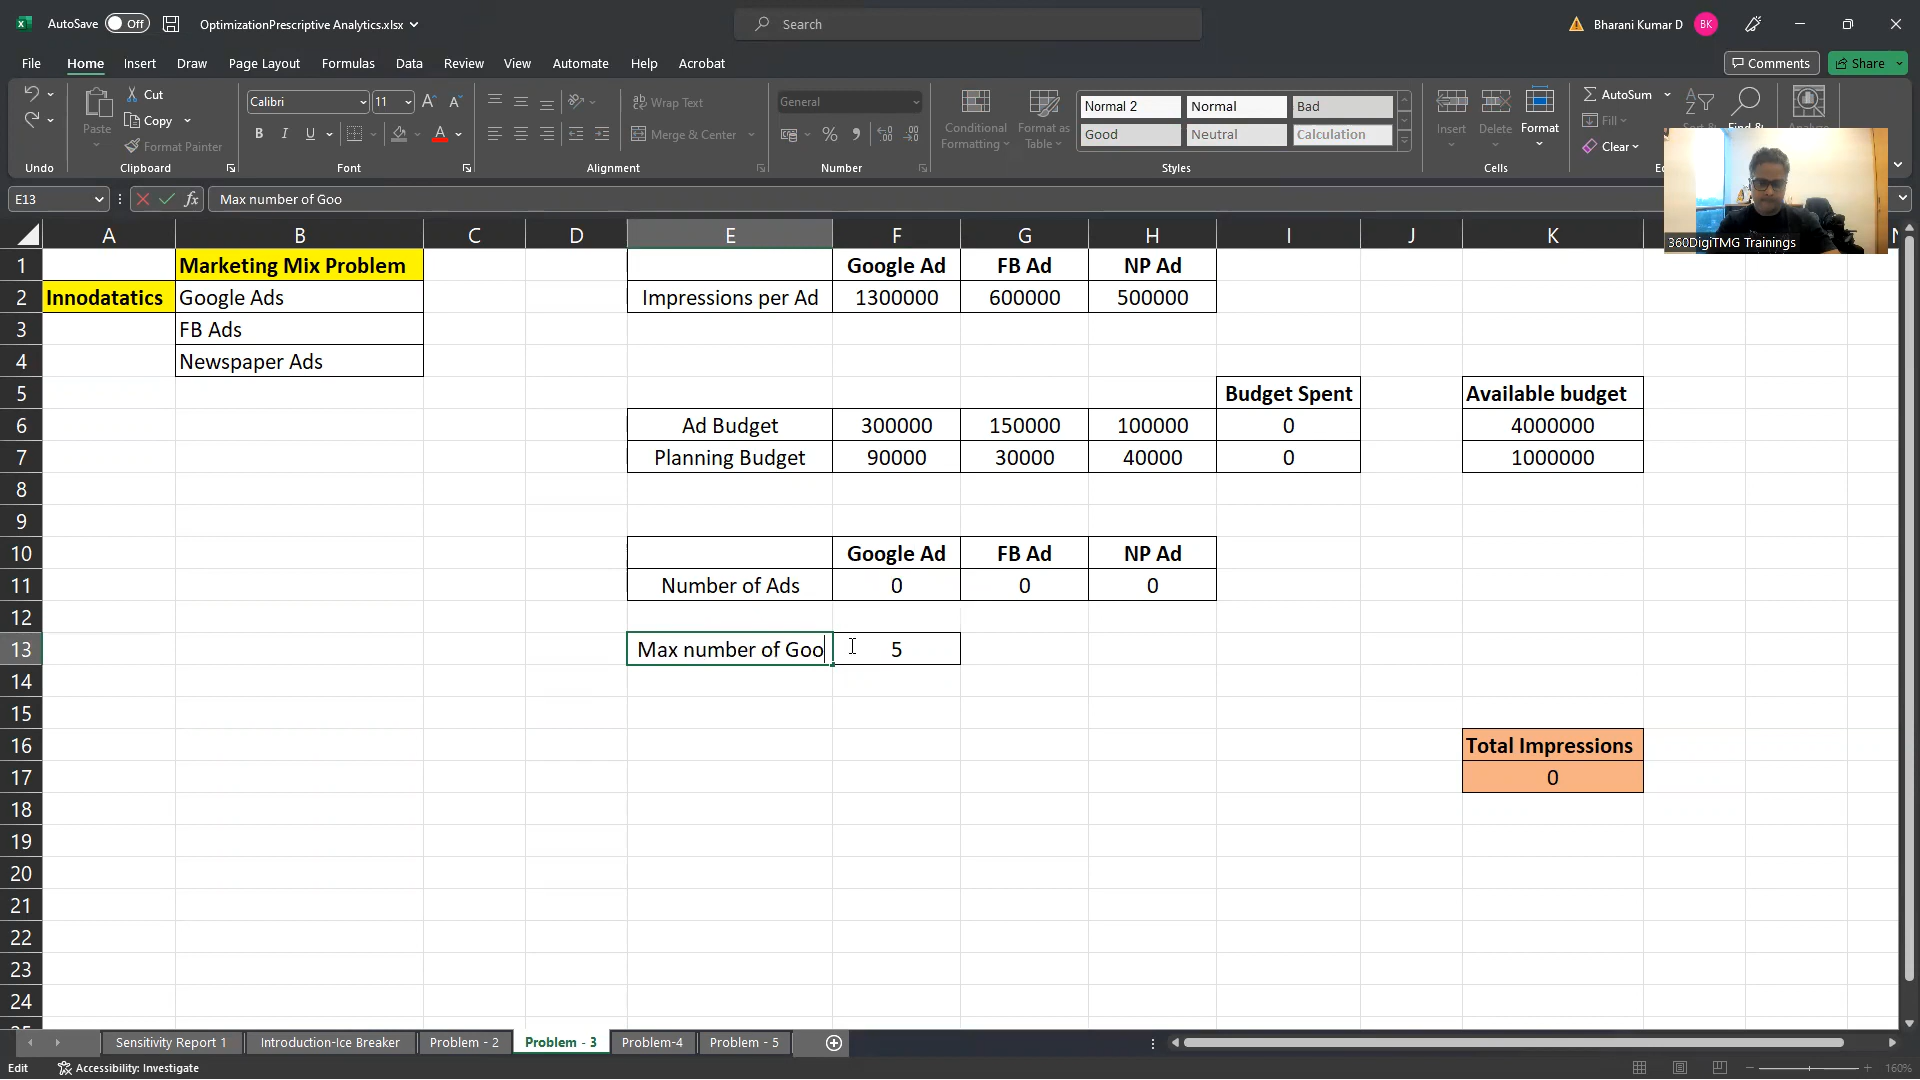 AutoSave Off OptimizationPrescriptive Analytics.xlsx Search Bharani Kumar D BK
File Home Insert Draw Page Layout Formulas Data Review View Automate Help Acrobat Comments Share
Cut Calibri 11 Wrap Text General Normal 2 Normal Bad AutoSum
Paste Copy Merge & Center Conditional Formatting Format as Table Good Neutral Calculation Insert Delete Format Fill
Format Painter Clear
Undo Clipboard Font Alignment Number Styles Cells
E13 fx Max number of Goo
360DigiTMG Trainings
A B C D E F G H I J K
1 Marketing Mix Problem Google Ad FB Ad NP Ad
2 Innodatatics Google Ads Impressions per Ad 1300000 600000 500000
3 FB Ads
4 Newspaper Ads
5 Budget Spent Available budget
6 Ad Budget 300000 150000 100000 0 4000000
7 Planning Budget 90000 30000 40000 0 1000000
8
9
10 Google Ad FB Ad NP Ad
11 Number of Ads 0 0 0
12
13 Max number of Goo 5
14
15
16 Total Impressions
17 0
18
19
20
21
22
23
24
Sensitivity Report 1 Introduction-Ice Breaker Problem - 2 Problem - 3 Problem-4 Problem - 5
Edit Accessibility: Investigate 160%